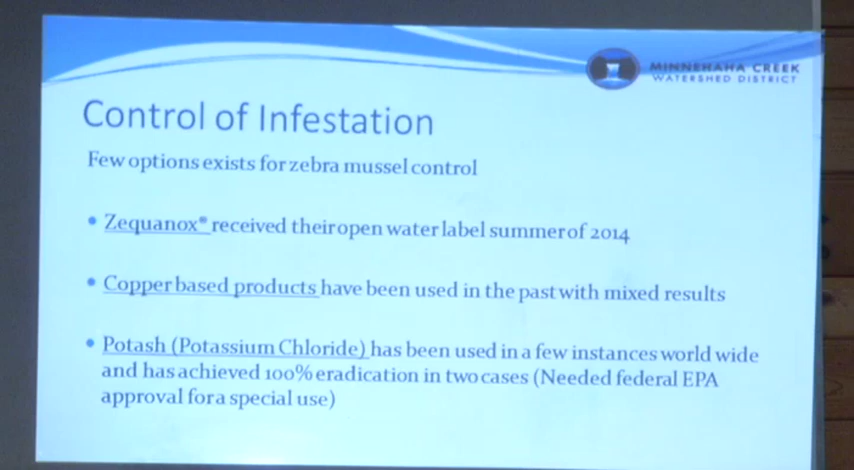 MINNEHAHA CREEK
WATERSHED DISTRICT
Control of Infestation
Few options exists for zebra mussel control
• Zequanox® received their open water label summer of 2014
• Copper based products have been used in the past with mixed results
• Potash (Potassium Chloride) has been used in a few instances world wide
and has achieved 100% eradication in two cases (Needed federal EPA
approval for a special use)